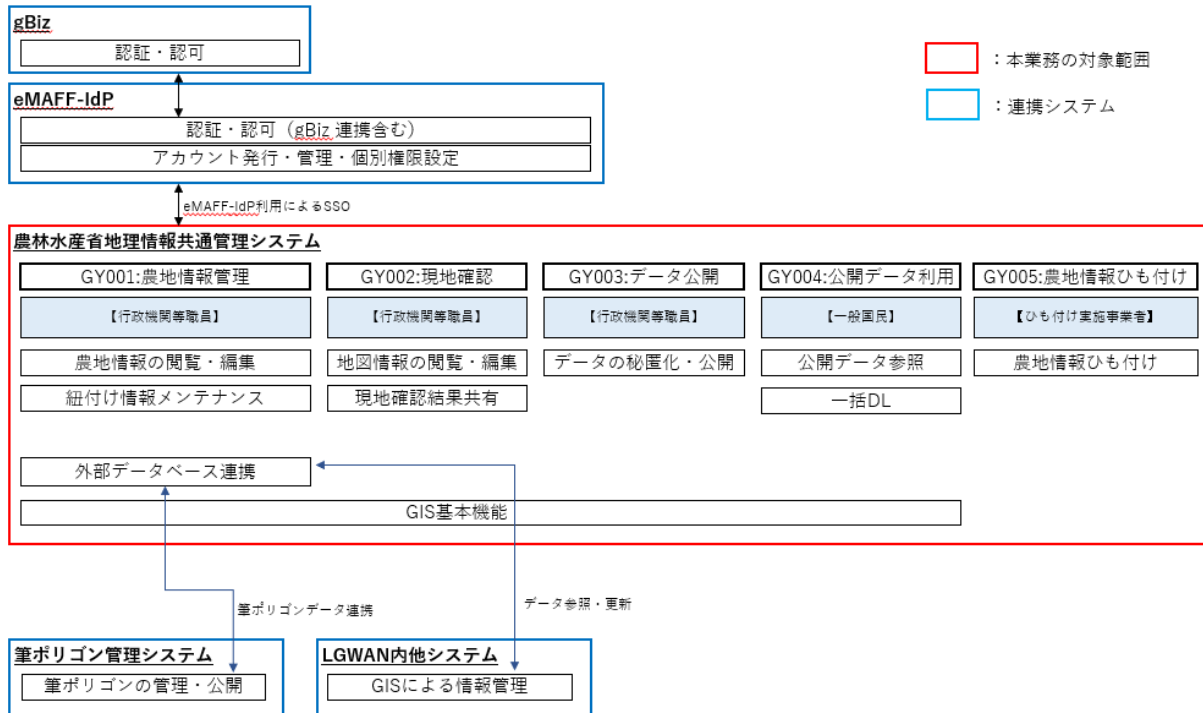 gBiz
認証・認可
：本業務の対象範囲
eMAFF-IdP
：連携システム
認証・認可（gBiz 連携含む）
アカウント発行・管理・個別権限設定
eMAFF-IdP利用によるSSO
農林水産省地理情報共通管理システム
GY001:農地情報管理
GY002:現地確認
GY003:データ公開
GY004:公開データ利用
GY005:農地情報ひも付け
【行政機関等職員】
【行政機関等職員】
【行政機関等職員】
【一般国民】
【ひも付け実施事業者】
農地情報の閲覧・編集
地図情報の閲覧・編集
データの秘匿化・公開
公開データ参照
農地情報ひも付け
紐付け情報メンテナンス
現地確認結果共有
一括DL
外部データベース連携
GIS基本機能
筆ポリゴンデータ連携
データ参照・更新
筆ポリゴン管理システム
LGWAN内他システム
筆ポリゴンの管理・公開
GISによる情報管理